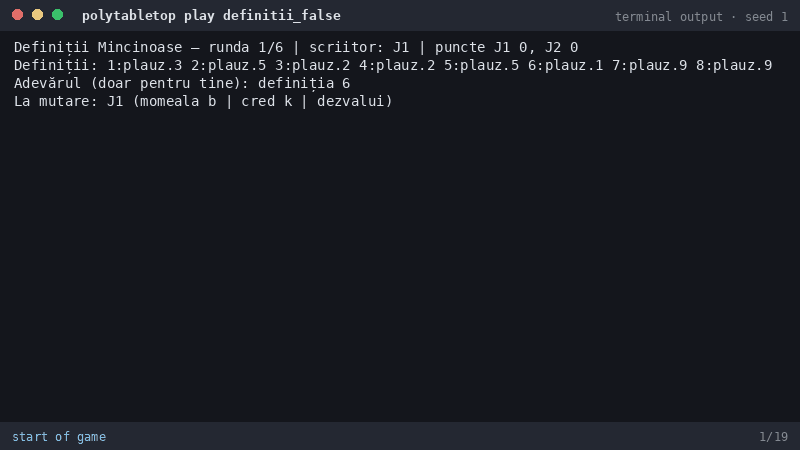 polytabletop play definitii_false
terminal output · seed 1
Definiții Mincinoase — runda 1/6 | scriitor: J1 | puncte J1 0, J2 0
Definiții: 1:plauz.3 2:plauz.5 3:plauz.2 4:plauz.2 5:plauz.5 6:plauz.1 7:plauz.9 8:plauz.9
Adevărul (doar pentru tine): definiția 6
La mutare: J1 (momeala b | cred k | dezvalui)
start of game
1/19